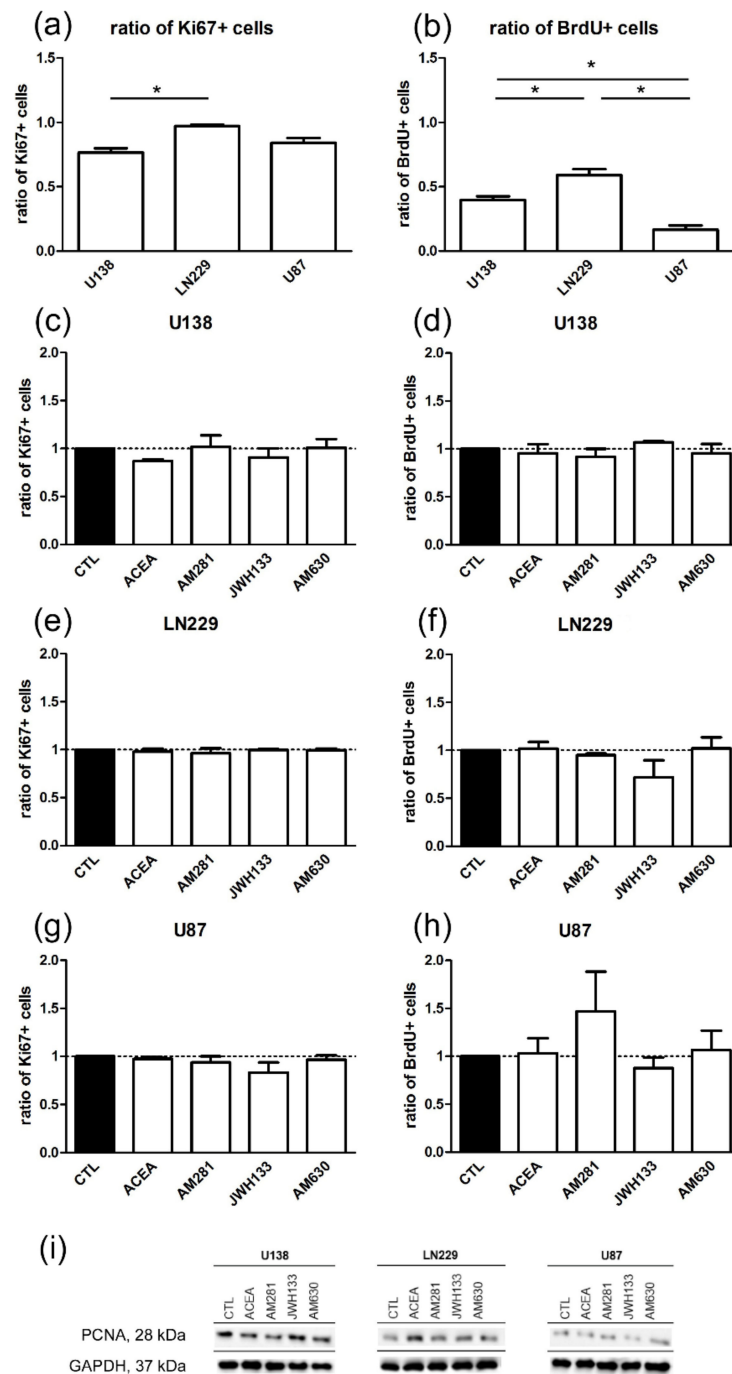 (a)
ratio of Ki67+ cells
ratio of Ki67+ cells
1.5
1.0
0.5
0.0
*
U138
LN229
U87
(b)
ratio of BrdU+ cells
ratio of BrdU+ cells
1.5
1.0
0.5
0.0
*
* *
U138
LN229
U87
(c)
U138
ratio of Ki67+ cells
2.0
1.5
1
0.5
0.0
CTL
ACEA
AM281
JWH133
AM630
(d)
U138
ratio of BrdU+ cells
2.0
1.5
1
0.5
0.0
CTL
ACEA
AM281
JWH133
AM630
(e)
LN229
ratio of Ki67+ cells
2.0
1.5
1
0.5
0.0
CTL
ACEA
AM281
JWH133
AM630
(f)
LN229
ratio of BrdU+ cells
2.0
1.5
1
0.5
0.0
CTL
ACEA
AM281
JWH133
AM630
(g)
U87
ratio of Ki67+ cells
2.0
1.5
1
0.5
0.0
CTL
ACEA
AM281
JWH133
AM630
(h)
U87
ratio of BrdU+ cells
2.0
1.5
1
0.5
0.0
CTL
ACEA
AM281
JWH133
AM630
(i)
U138
CTL
ACEA
AM281
JWH133
AM630
LN229
CTL
ACEA
AM281
JWH133
AM630
U87
CTL
ACEA
AM281
JWH133
AM630
PCNA, 28 kDa
GAPDH, 37 kDa